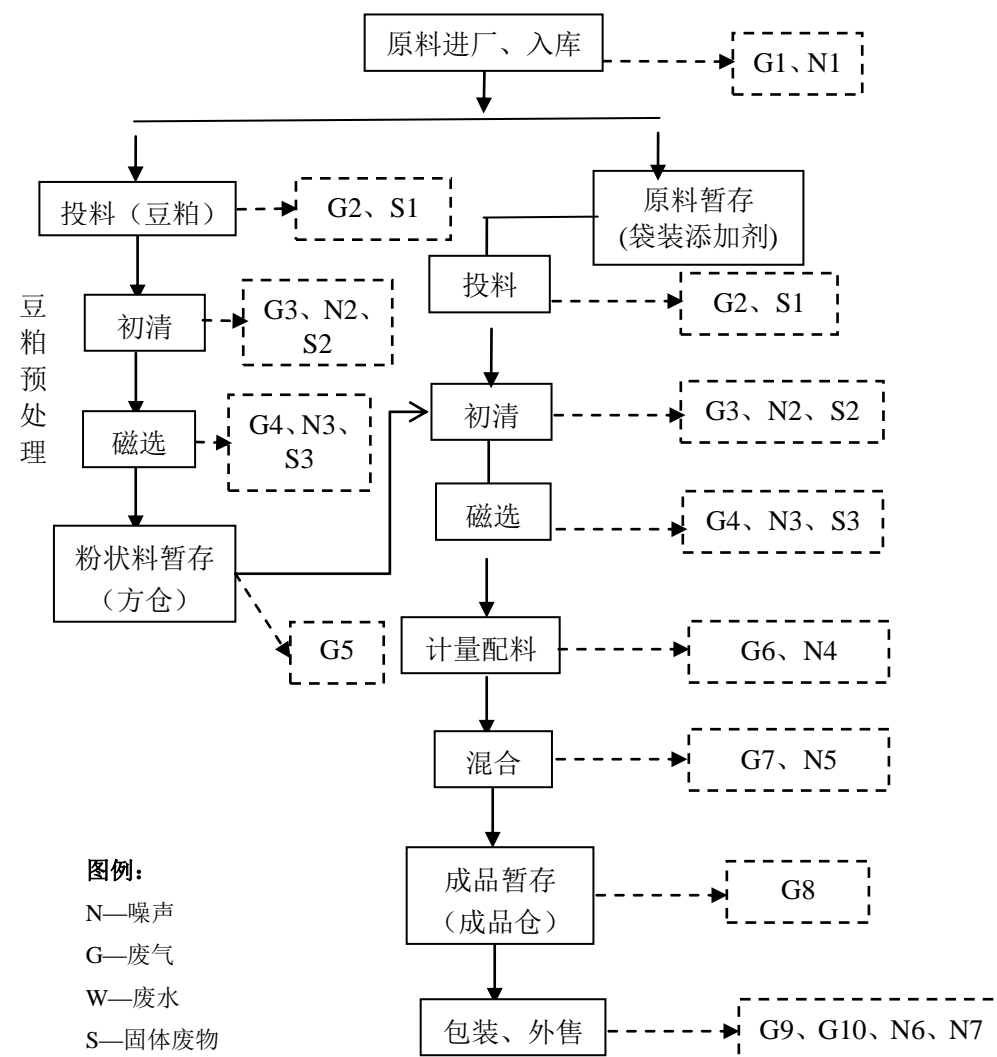 原料进厂、入库
G1、N1
投料（豆粕）
G2、S1
原料暂存
(袋装添加剂)
投料
G2、S1
豆粕预处理
初清
G3、N2、
S2
初清
G3、N2、S2
磁选
G4、N3、
S3
磁选
G4、N3、S3
粉状料暂存
（方仓）
G5
计量配料
G6、N4
混合
G7、N5
成品暂存
（成品仓）
G8
包装、外售
G9、G10、N6、N7
图例：
N—噪声
G—废气
W—废水
S—固体废物